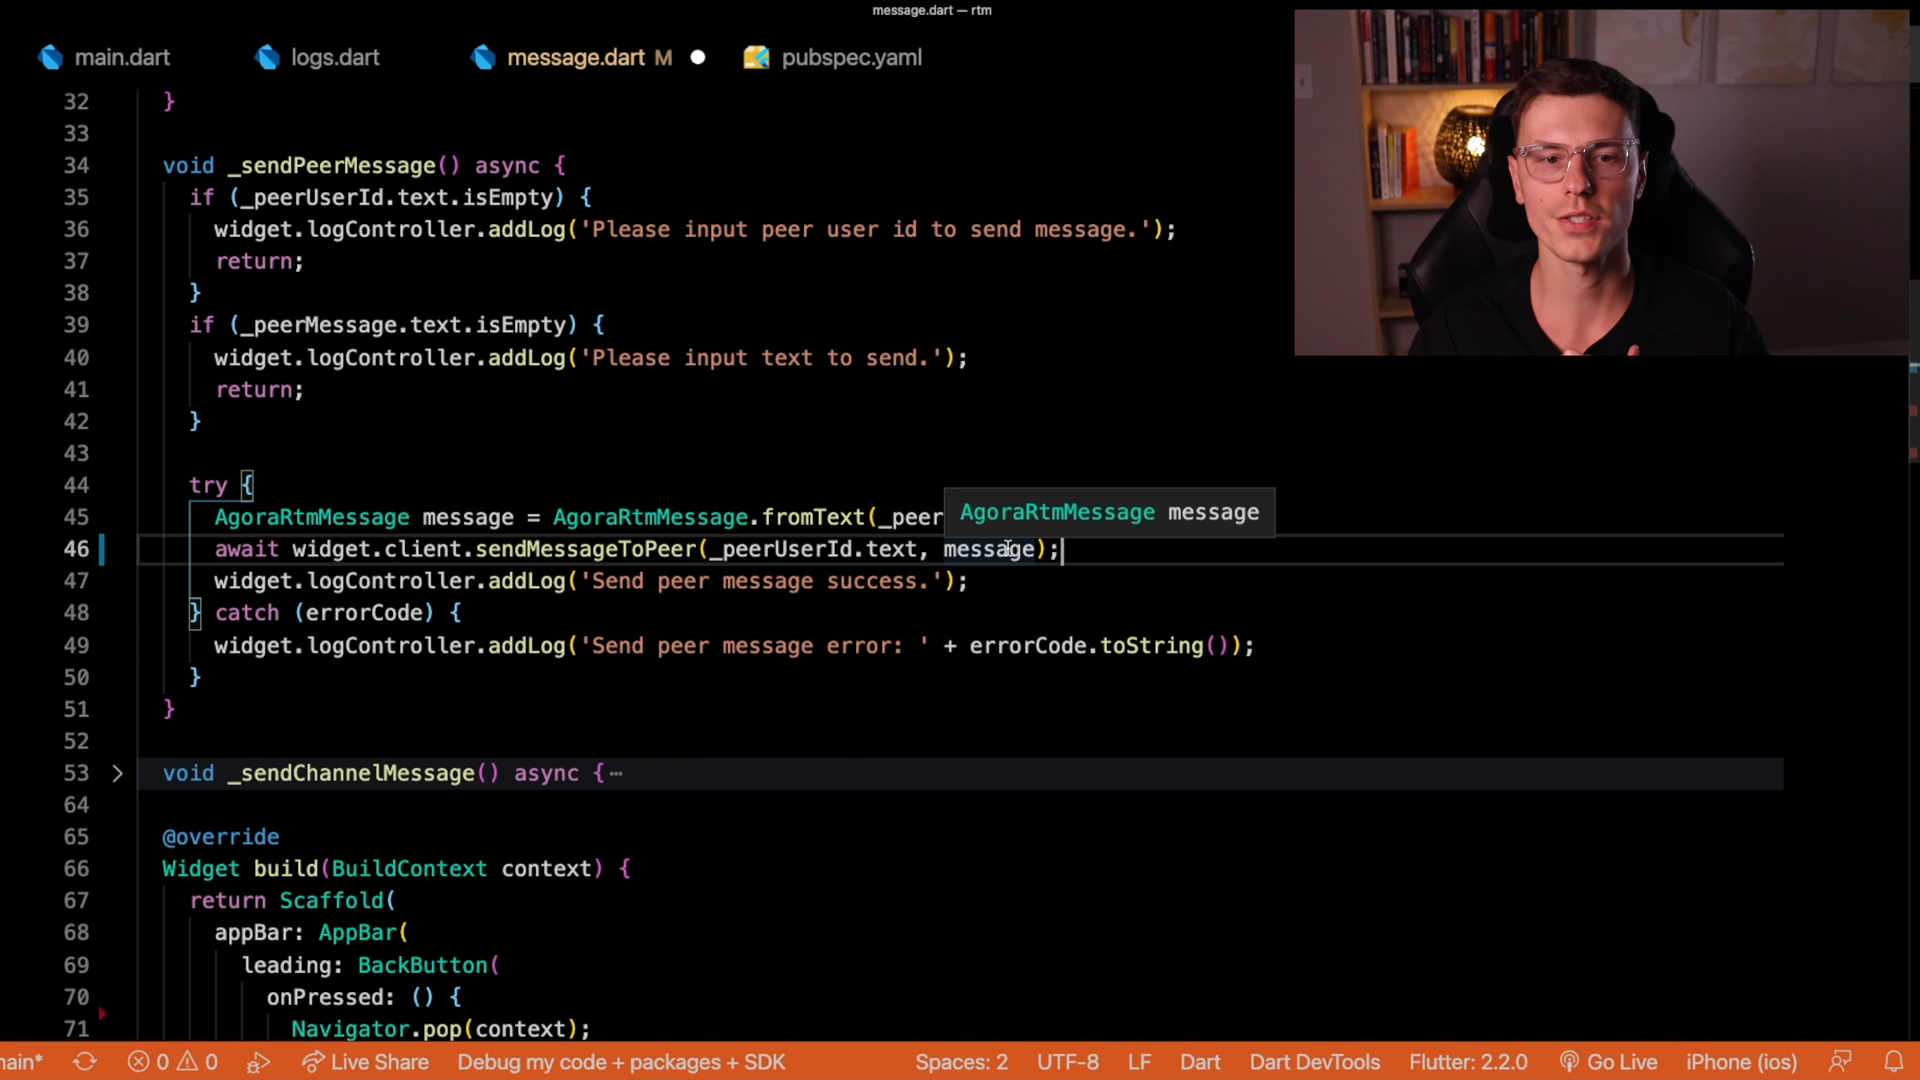 message.dart — rtm
main.dart
logs.dart
message.dart M
pubspec.yaml
32 }
33
34 void _sendPeerMessage() async {
35 if (_peerUserId.text.isEmpty) {
36 widget.logController.addLog('Please input peer user id to send message.');
37 return;
38 }
39 if (_peerMessage.text.isEmpty) {
40 widget.logController.addLog('Please input text to send.');
41 return;
42 }
43
44 try {
45 AgoraRtmMessage message = AgoraRtmMessage.fromText(_peer
AgoraRtmMessage message
46 await widget.client.sendMessageToPeer(_peerUserId.text, message);
47 widget.logController.addLog('Send peer message success.');
48 } catch (errorCode) {
49 widget.logController.addLog('Send peer message error: ' + errorCode.toString());
50 }
51 }
52
53 void _sendChannelMessage() async {⋯
64
65 @override
66 Widget build(BuildContext context) {
67 return Scaffold(
68 appBar: AppBar(
69 leading: BackButton(
70 onPressed: () {
71 Navigator.pop(context);
nain* 0 0 Live Share Debug my code + packages + SDK Spaces: 2 UTF-8 LF Dart Dart DevTools Flutter: 2.2.0 Go Live iPhone (ios)